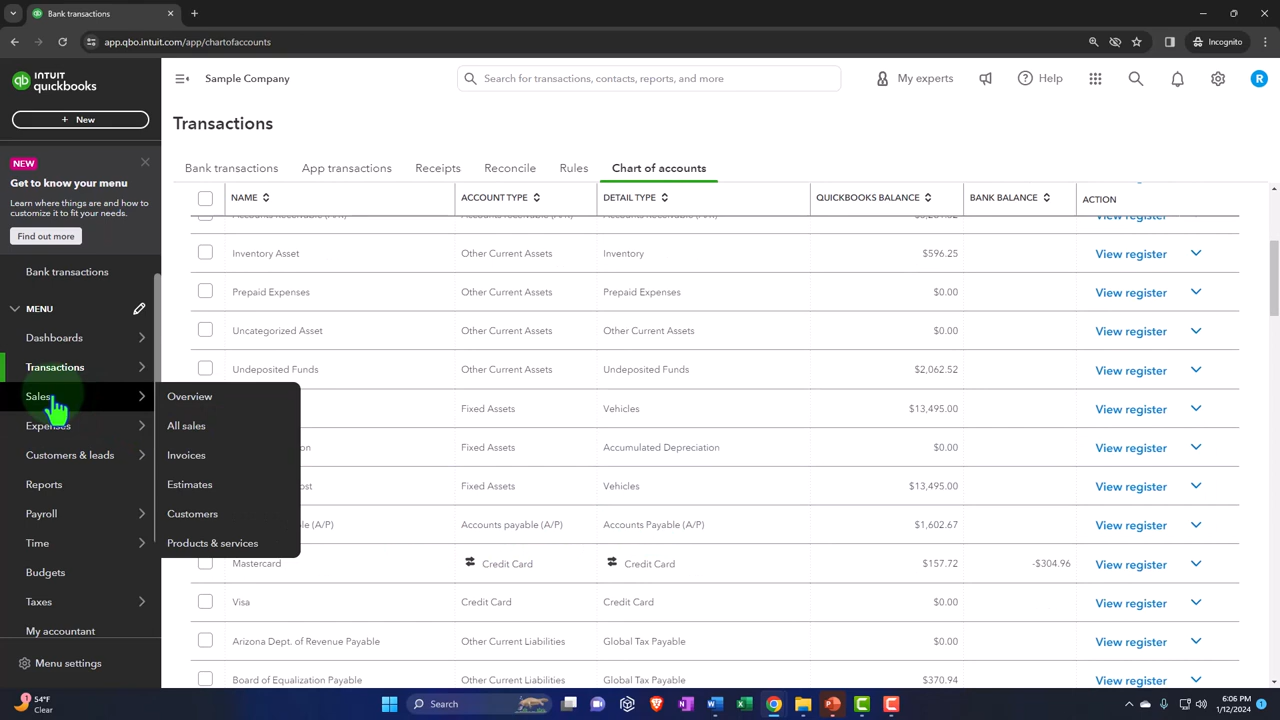 Bank transactions
app.qbo.intuit.com/app/chartofaccounts
Incognito
INTUIT
quickbooks
Sample Company
Search for transactions, contacts, reports, and more
My experts
Help
R
+ New
Transactions
NEW
Get to know your menu
Learn where things are and how to
customize it to fit your needs.
Find out more
Bank transactions
MENU
Dashboards
Transactions
Sales
Expenses
Customers & leads
Reports
Payroll
Time
Budgets
Taxes
My accountant
Menu settings
Overview
All sales
Invoices
Estimates
Customers
Products & services
Bank transactions App transactions Receipts Reconcile Rules Chart of accounts
NAME ACCOUNT TYPE DETAIL TYPE QUICKBOOKS BALANCE BANK BALANCE ACTION
View register
Inventory Asset Other Current Assets Inventory $596.25 View register
Prepaid Expenses Other Current Assets Prepaid Expenses $0.00 View register
Uncategorized Asset Other Current Assets Other Current Assets $0.00 View register
Undeposited Funds Other Current Assets Undeposited Funds $2,062.52 View register
Fixed Assets Vehicles $13,495.00 View register
Fixed Assets Accumulated Depreciation $0.00 View register
Fixed Assets Vehicles $13,495.00 View register
(A/P) Accounts payable (A/P) Accounts Payable (A/P) $1,602.67 View register
Mastercard Credit Card Credit Card $157.72 -$304.96 View register
Visa Credit Card Credit Card $0.00 View register
Arizona Dept. of Revenue Payable Other Current Liabilities Global Tax Payable $0.00 View register
Board of Equalization Payable Other Current Liabilities Global Tax Payable $370.94 View register
54°F
Clear
Search
6:06 PM
1/12/2024